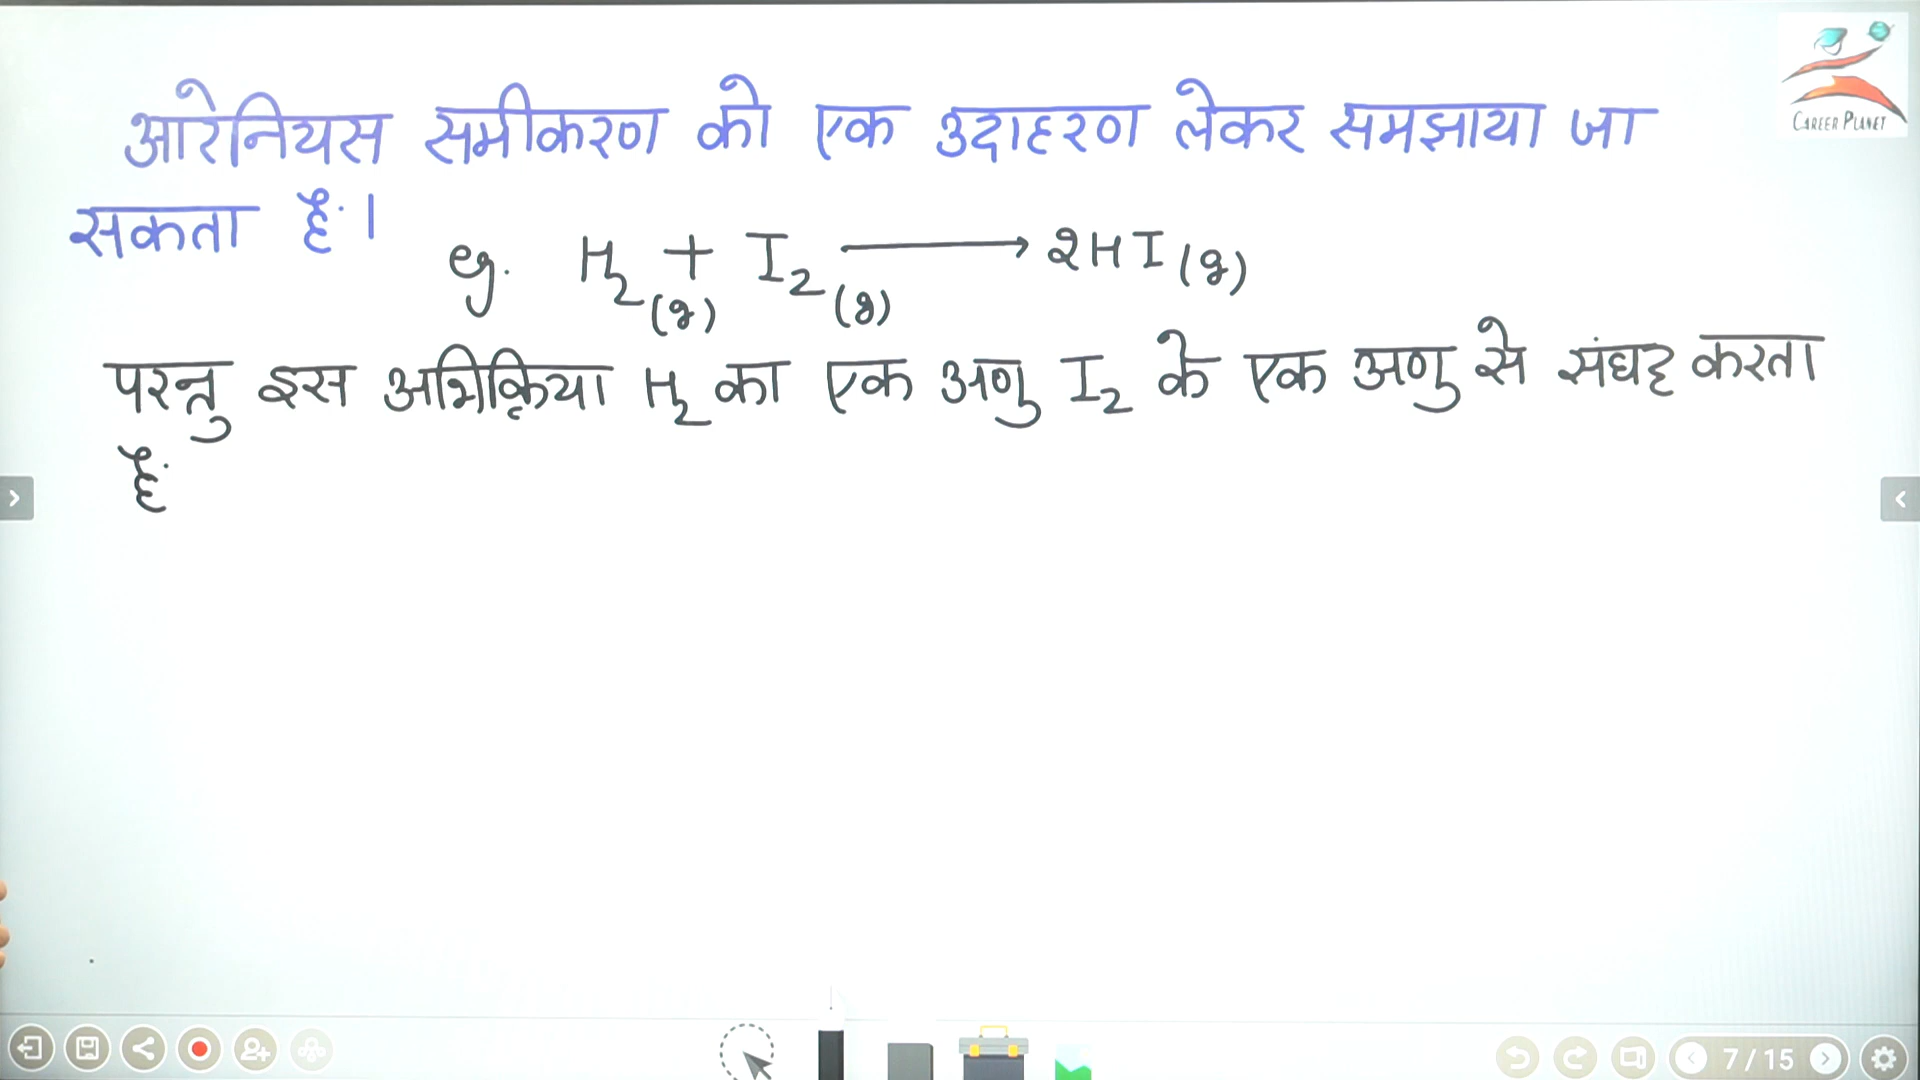 CAREER PLANET
आरेनियस समीकरण को एक उदाहरण लेकर समझाया जा
सकता हैं।
eg. H2(g) + I2(g) ⟶ 2HI(g)
परन्तु इस अभिक्रिया H2 का एक अणु I2 के एक अणु से संघट्ट करता
हैं
7/15